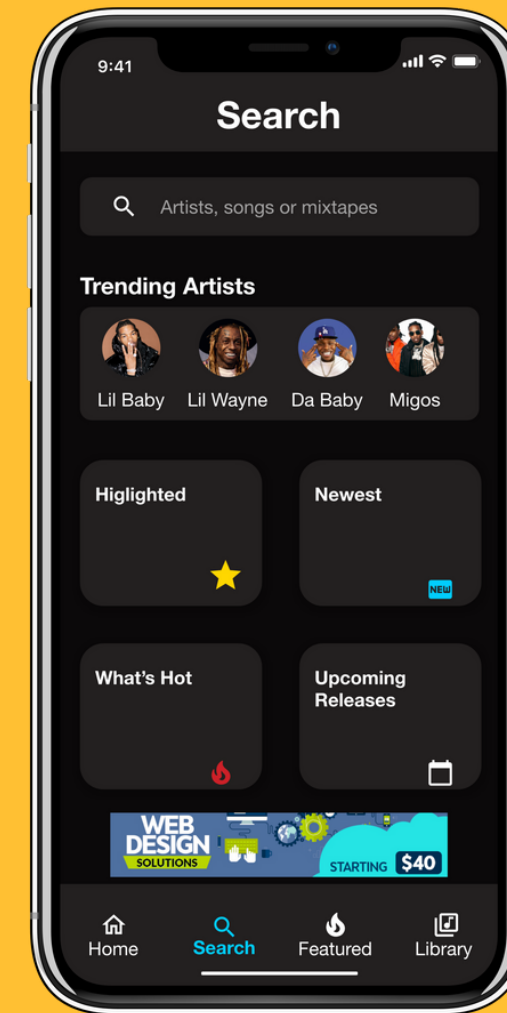 9:41
Search
Artists, songs or mixtapes
Trending Artists
Lil Baby Lil Wayne Da Baby Migos
Higlighted
Newest
NEW
What's Hot
Upcoming
Releases
WEB
DESIGN
SOLUTIONS
STARTING $40
Home Search Featured Library